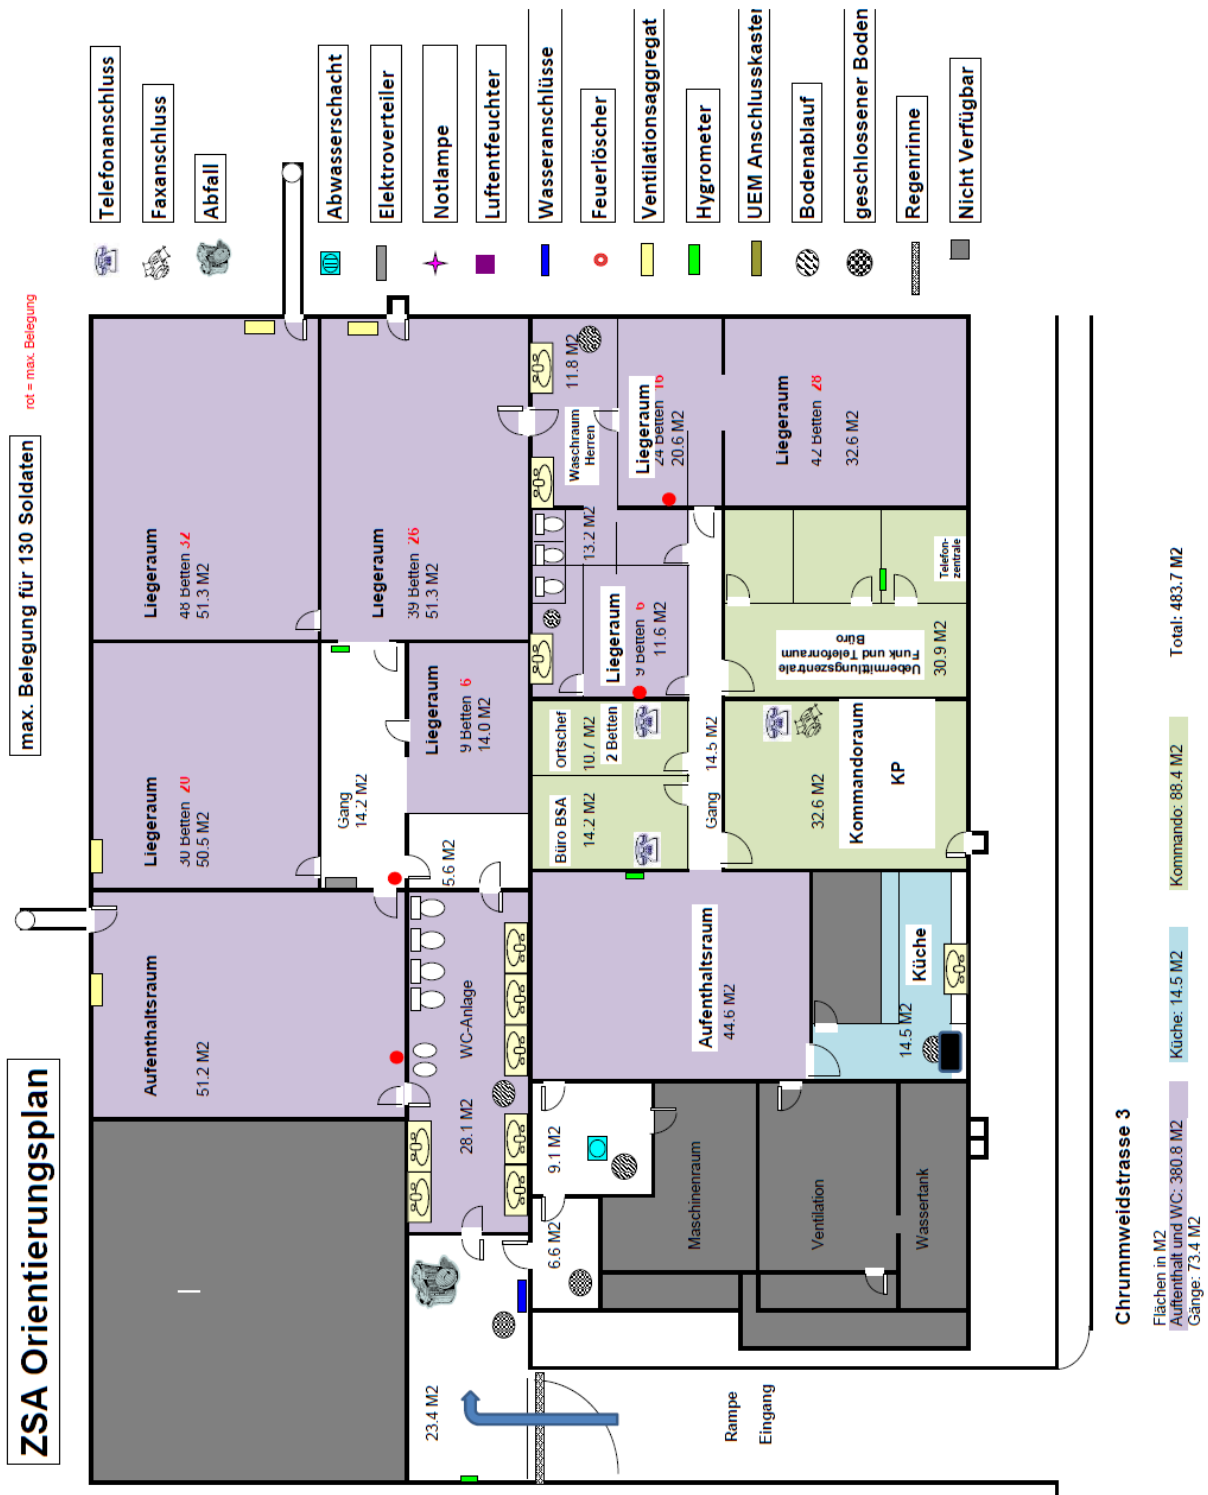 ZSA Orientierungsplan
max. Belegung für 130 Soldaten
rot = max. Belegung
Telefonanschluss
Faxanschluss
Abfall
Abwasserschacht
Elektroverteiler
Notlampe
Luftentfeuchter
Wasseranschlüsse
Feuerlöscher
Ventilationsaggregat
Hygrometer
UEM Anschlusskasten
Bodenablauf
geschlossener Boden
Regenrinne
Nicht Verfügbar
Aufenthaltsraum
51.2 M2
Liegeraum
30 Betten 20
50.5 M2
Liegeraum
48 Betten 32
51.3 M2
Gang
14.2 M2
Liegeraum
39 Betten 26
51.3 M2
Liegeraum
9 Betten 6
14.0 M2
5.6 M2
WC-Anlage
28.1 M2
23.4 M2
Waschraum
Herren
11.8 M2
13.2 M2
Liegeraum
24 Betten 16
20.6 M2
Liegeraum
9 Betten 6
11.6 M2
Liegeraum
42 Betten 28
32.6 M2
ortschef
10.7 M2
2 Betten
Büro BSA
14.2 M2
Gang
14.5 M2
Uebermittlungszentrale
Funk und Telefonraum
Büro
30.9 M2
Telefon-
zentrale
32.6 M2
Kommandoraum
KP
Aufenthaltsraum
44.6 M2
Küche
14.5 M2
9.1 M2
6.6 M2
Maschinenraum
Ventilation
Wassertank
Rampe
Eingang
Chrummweidstrasse 3
Flächen in M2
Auftenthalt und WC: 380.8 M2
Küche: 14.5 M2
Kommando: 88.4 M2
Total: 483.7 M2
Gänge: 73.4 M2